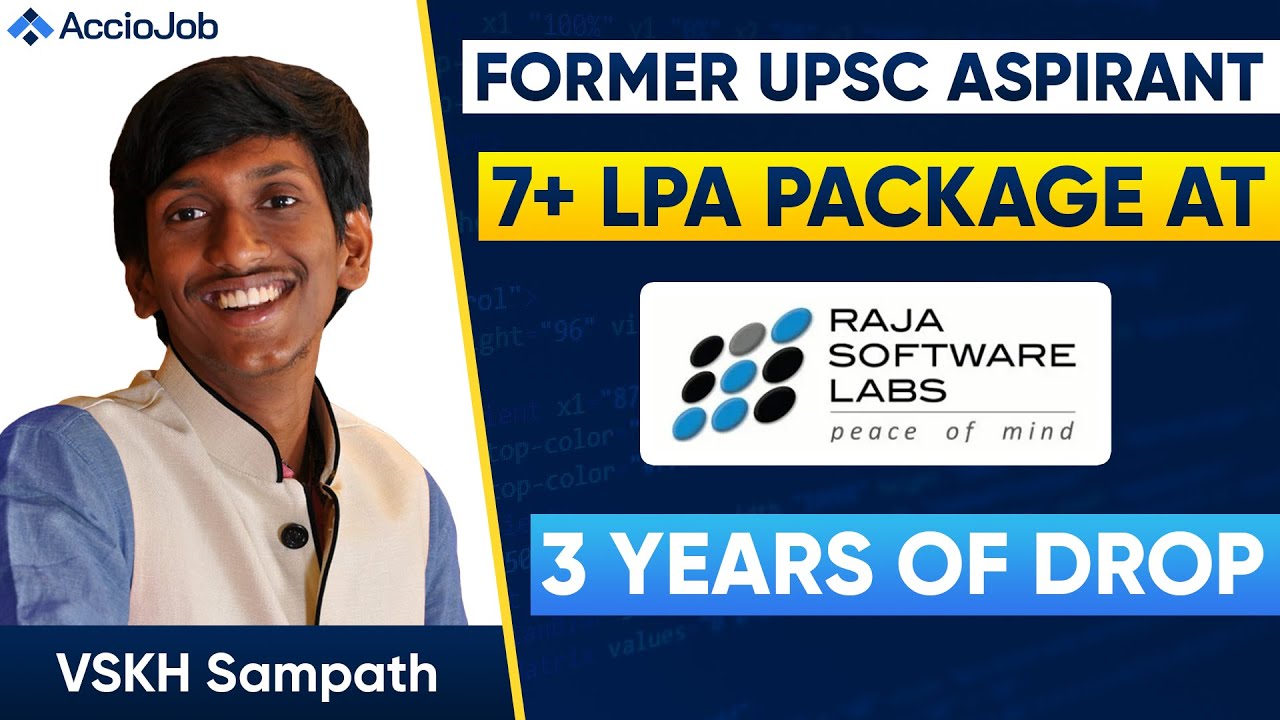 AccioJob
FORMER UPSC ASPIRANT
7+ LPA PACKAGE AT
RAJA
SOFTWARE
LABS
peace of mind
3 YEARS OF DROP
VSKH Sampath